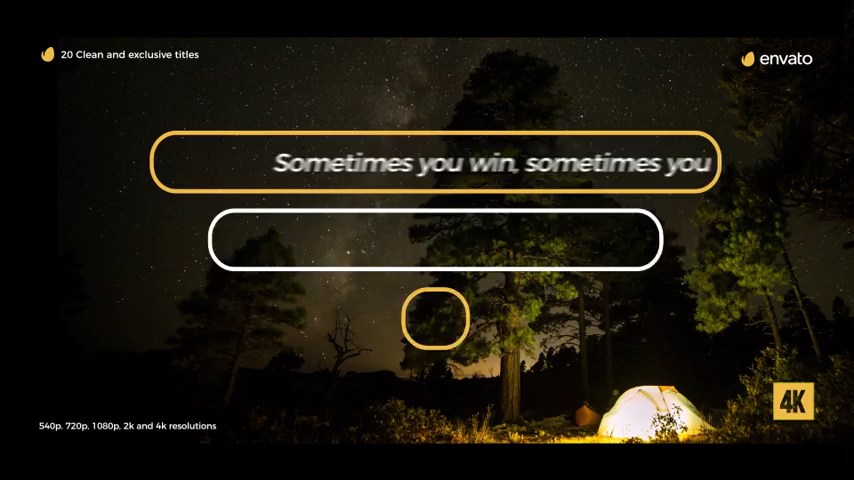 20 Clean and exclusive titles
envato
Sometimes you win, sometimes you
4K
540p. 720p, 1080p, 2k and 4k resolutions